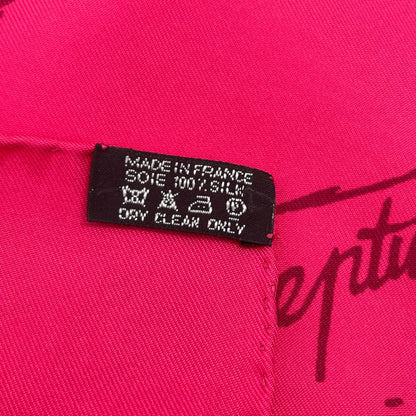 MADE IN FRANCE
SOIE 100% SILK
DRY CLEAN ONLY